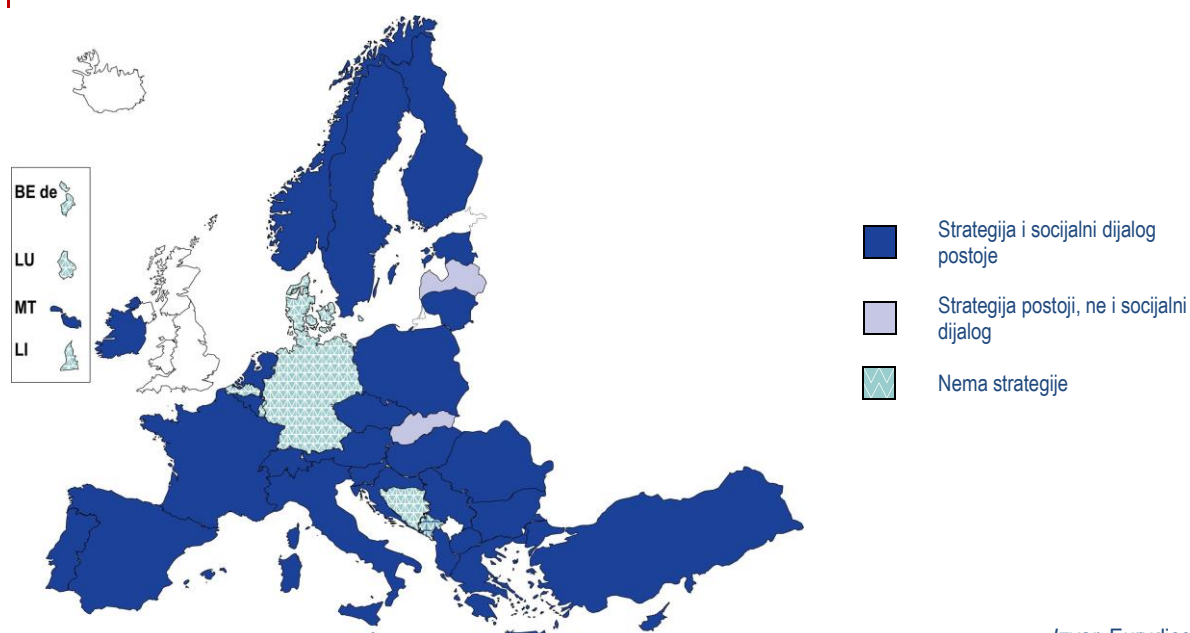 BE de
LU
MT
LI
Strategija i socijalni dijalog
postoje
Strategija postoji, ne i socijalni
dijalog
Nema strategije